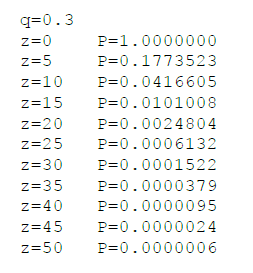 q=0.3
z=0 P=1.0000000
z=5 P=0.1773523
z=10 P=0.0416605
z=15 P=0.0101008
z=20 P=0.0024804
z=25 P=0.0006132
z=30 P=0.0001522
z=35 P=0.0000379
z=40 P=0.0000095
z=45 P=0.0000024
z=50 P=0.0000006